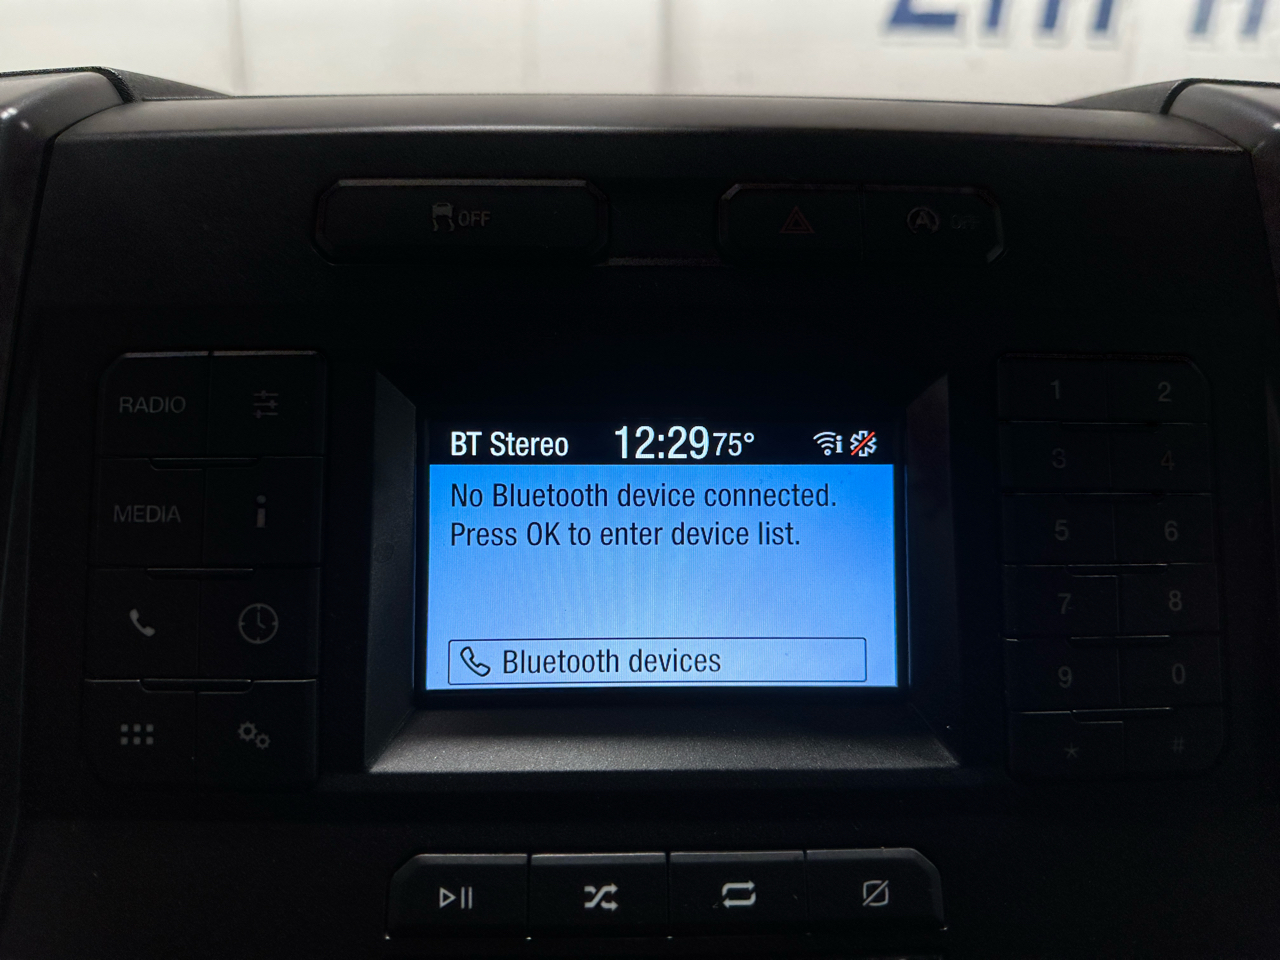 OFF
OFF
RADIO
MEDIA
BT Stereo 12:29 75°
No Bluetooth device connected.
Press OK to enter device list.
Bluetooth devices
1 2
3 4
5 6
7 8
9 0
* #